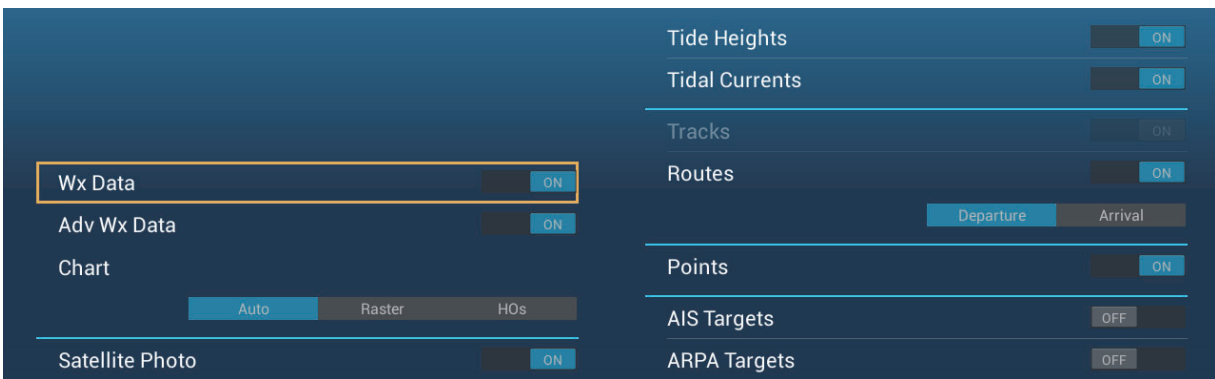 Wx Data ON
Adv Wx Data ON
Chart
Auto Raster HOs
Satellite Photo ON
Tide Heights ON
Tidal Currents ON
Tracks ON
Routes ON
Departure Arrival
Points ON
AIS Targets OFF
ARPA Targets OFF